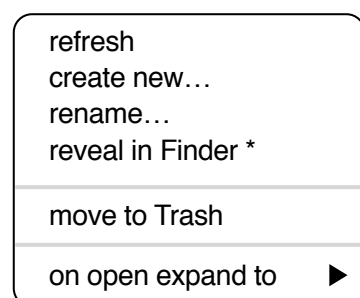 refresh
create new…
rename…
reveal in Finder *
move to Trash
on open expand to ▶